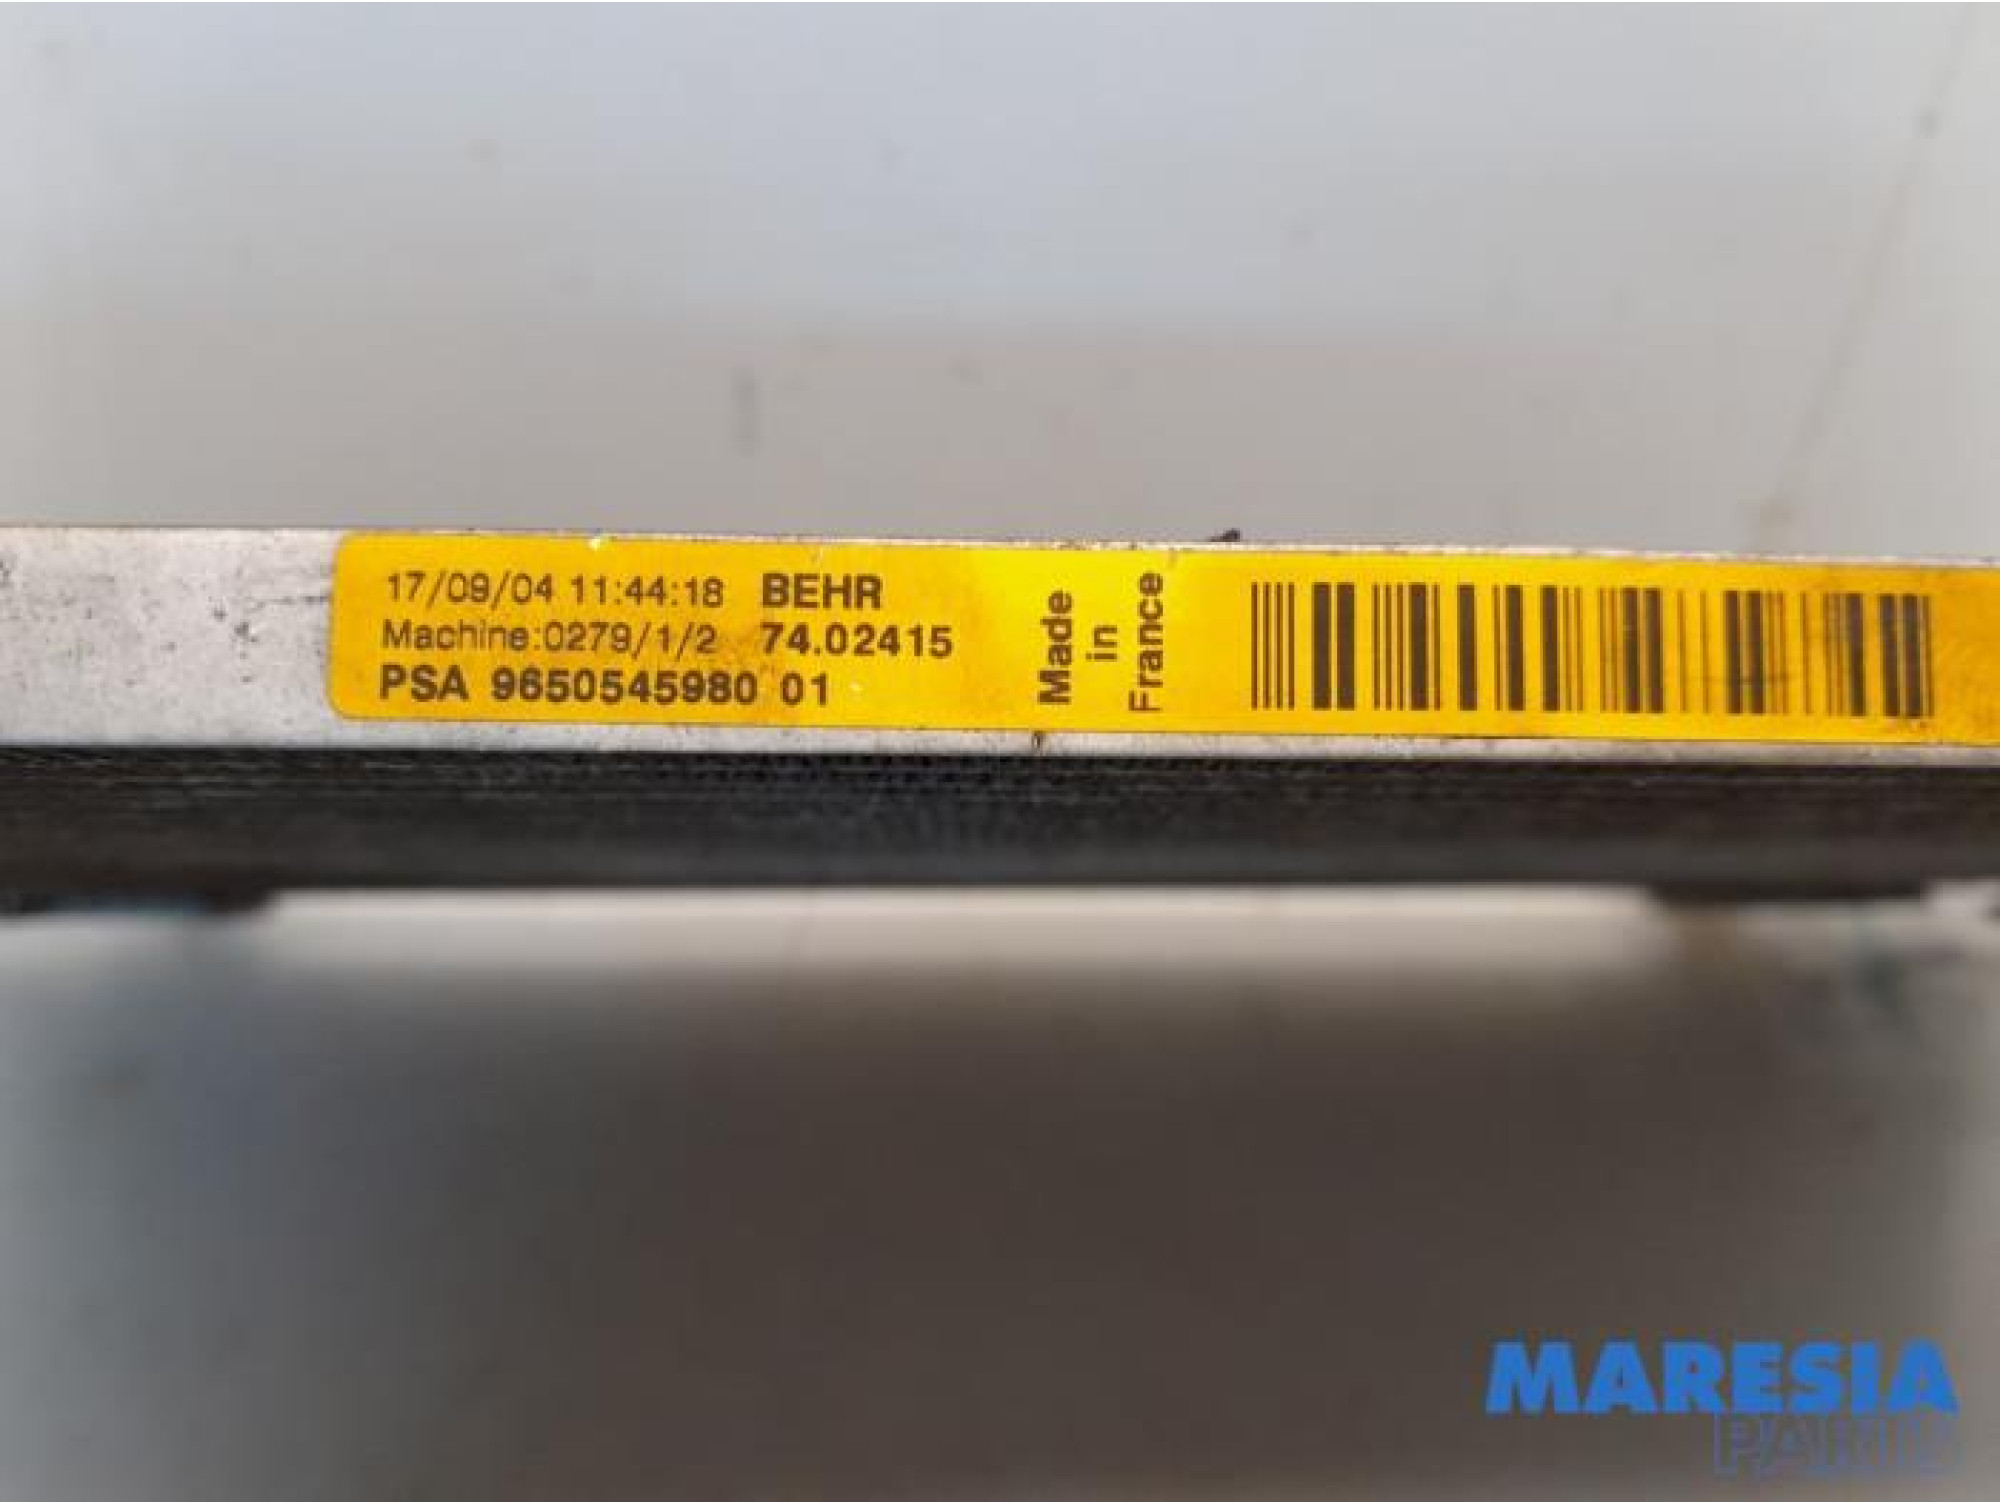 17/09/04 11:44:18 BEHR
Machine:0279/1/2 74.02415
PSA 9650545980 01
Made
in
France
MARESIA
PARTS